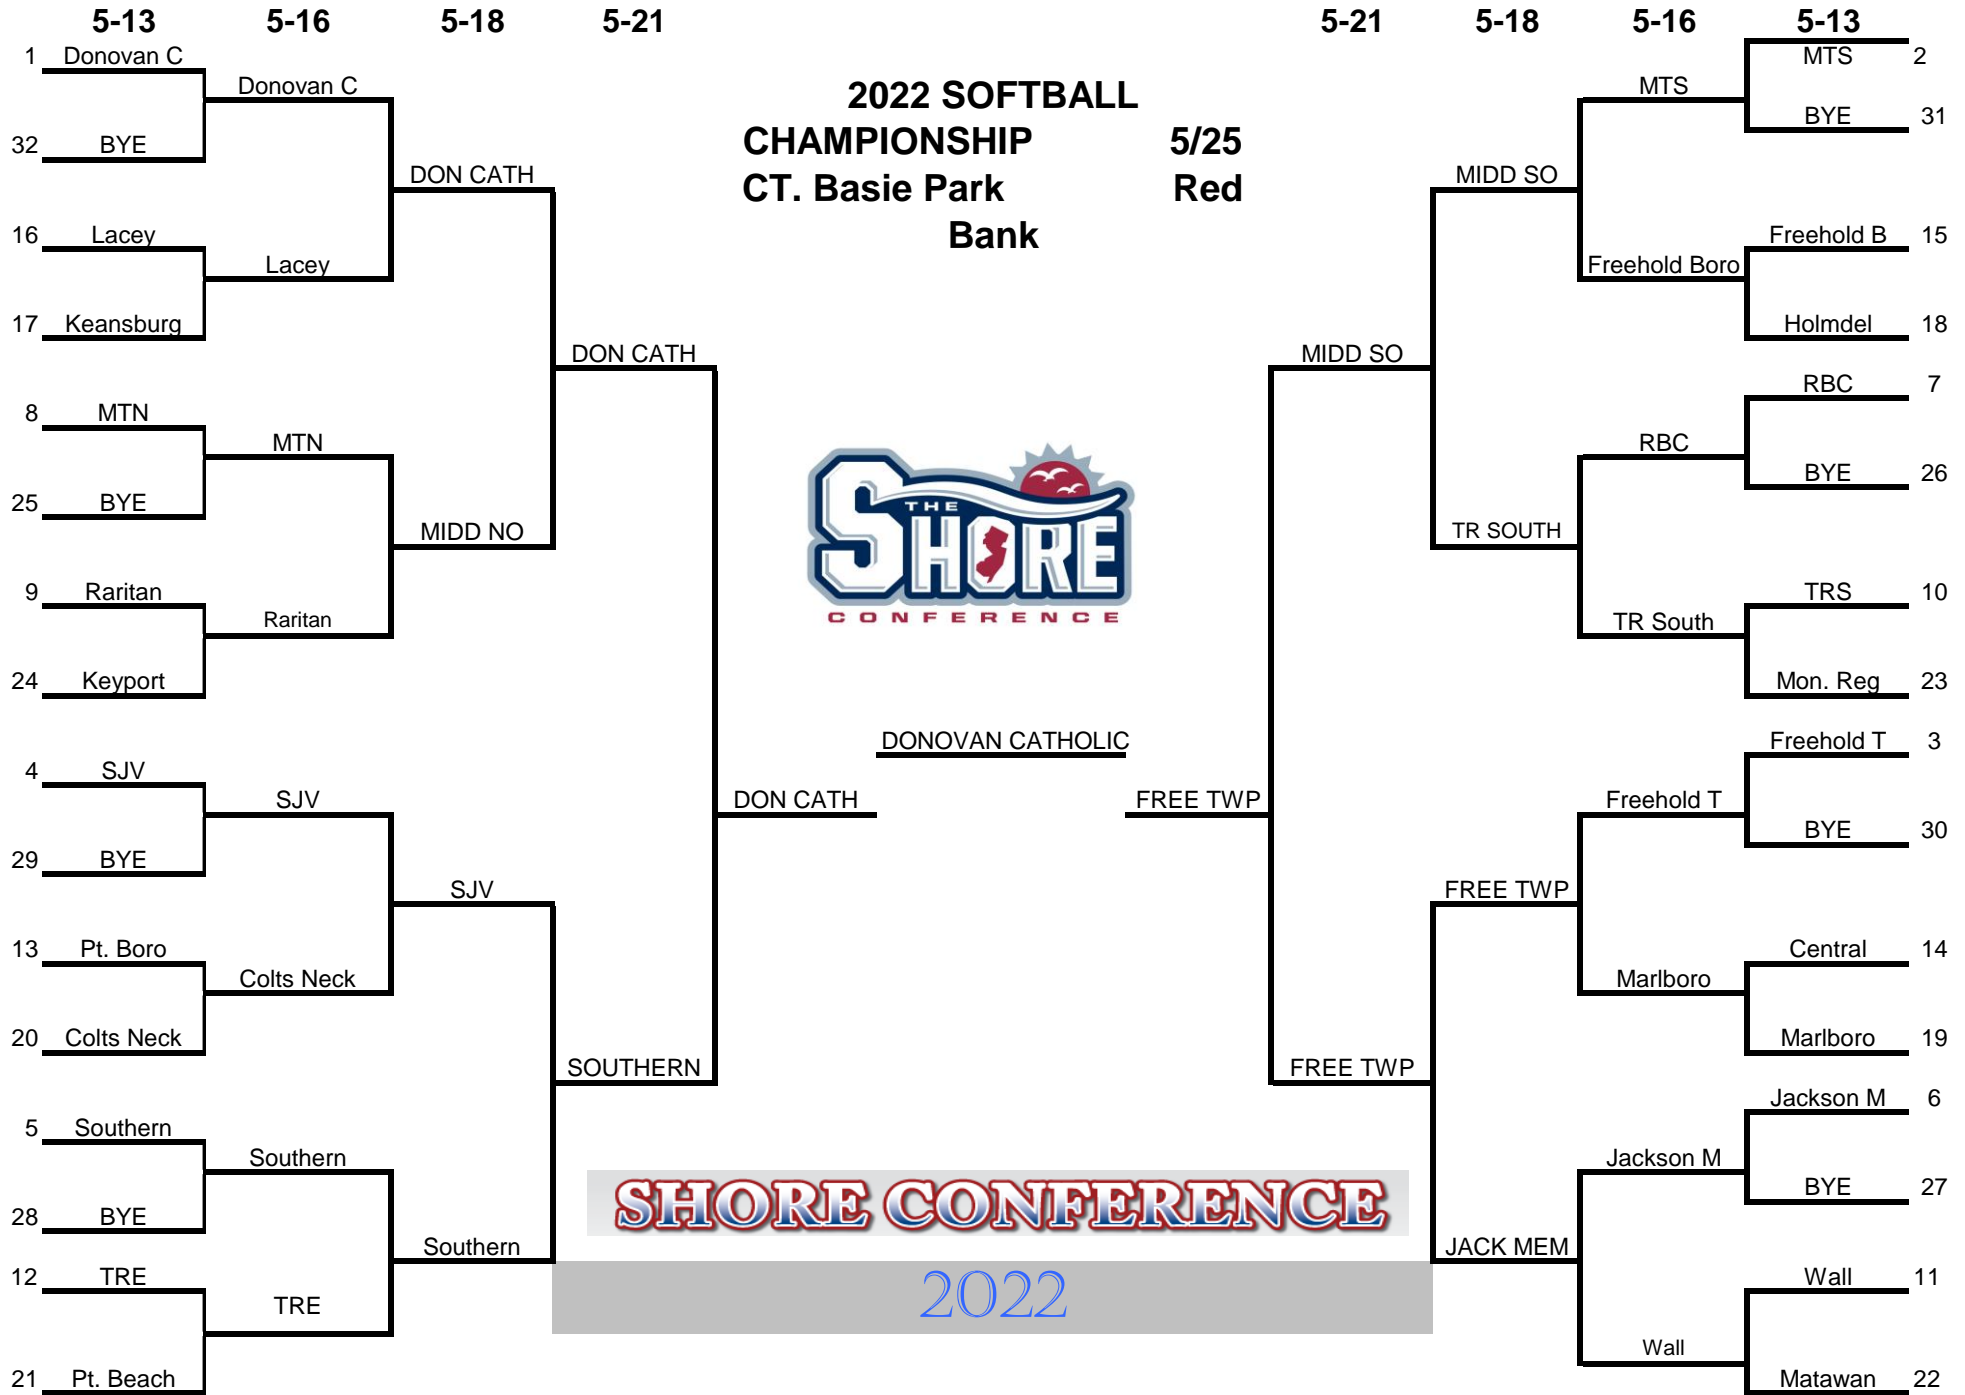 5-13 5-16 5-18 5-21 5-21 5-18 5-16 5-13
2022 SOFTBALL
CHAMPIONSHIP 5/25
CT. Basie Park Red
Bank
1 Donovan C
32 BYE
16 Lacey
17 Keansburg
8 MTN
25 BYE
9 Raritan
24 Keyport
4 SJV
29 BYE
13 Pt. Boro
20 Colts Neck
5 Southern
28 BYE
12 TRE
21 Pt. Beach
Donovan C
Lacey
MTN
Raritan
SJV
Colts Neck
Southern
TRE
DON CATH
MIDD NO
SJV
Southern
DON CATH
SOUTHERN
DON CATH
THE
SHORE
CONFERENCE
DONOVAN CATHOLIC
FREE TWP
MIDD SO
FREE TWP
MIDD SO
TR SOUTH
FREE TWP
JACK MEM
MTS
Freehold Boro
RBC
TR South
Freehold T
Marlboro
Jackson M
Wall
MTS 2
BYE 31
Freehold B 15
Holmdel 18
RBC 7
BYE 26
TRS 10
Mon. Reg 23
Freehold T 3
BYE 30
Central 14
Marlboro 19
Jackson M 6
BYE 27
Wall 11
Matawan 22
SHORE CONFERENCE
2022